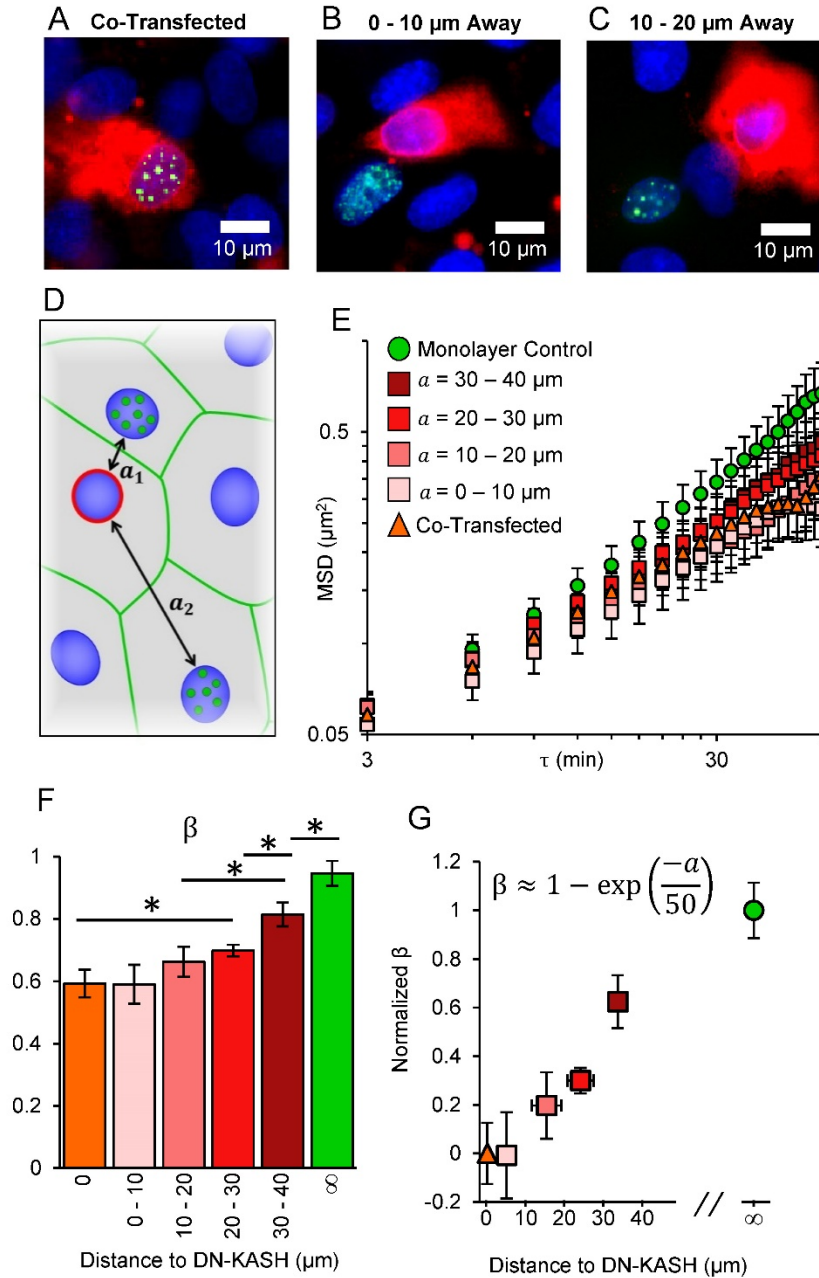 A Co-Transfected
10 µm
B 0 - 10 µm Away
10 µm
C 10 - 20 µm Away
10 µm
D
a₁
a₂
E
Monolayer Control
a = 30 – 40 µm
a = 20 – 30 µm
a = 10 – 20 µm
a = 0 – 10 µm
Co-Transfected
MSD (µm²)
0.5
0.05
3
30
τ (min)
F
β
*
*
*
*
1
0.8
0.6
0.4
0.2
0
0
0 - 10
10 - 20
20 - 30
30 - 40
∞
Distance to DN-KASH (µm)
G
β ≈ 1 − exp(−a/50)
Normalized β
1
0.8
0.6
0.4
0.2
0
-0.2
0 10 20 30 40 // ∞
Distance to DN-KASH (µm)